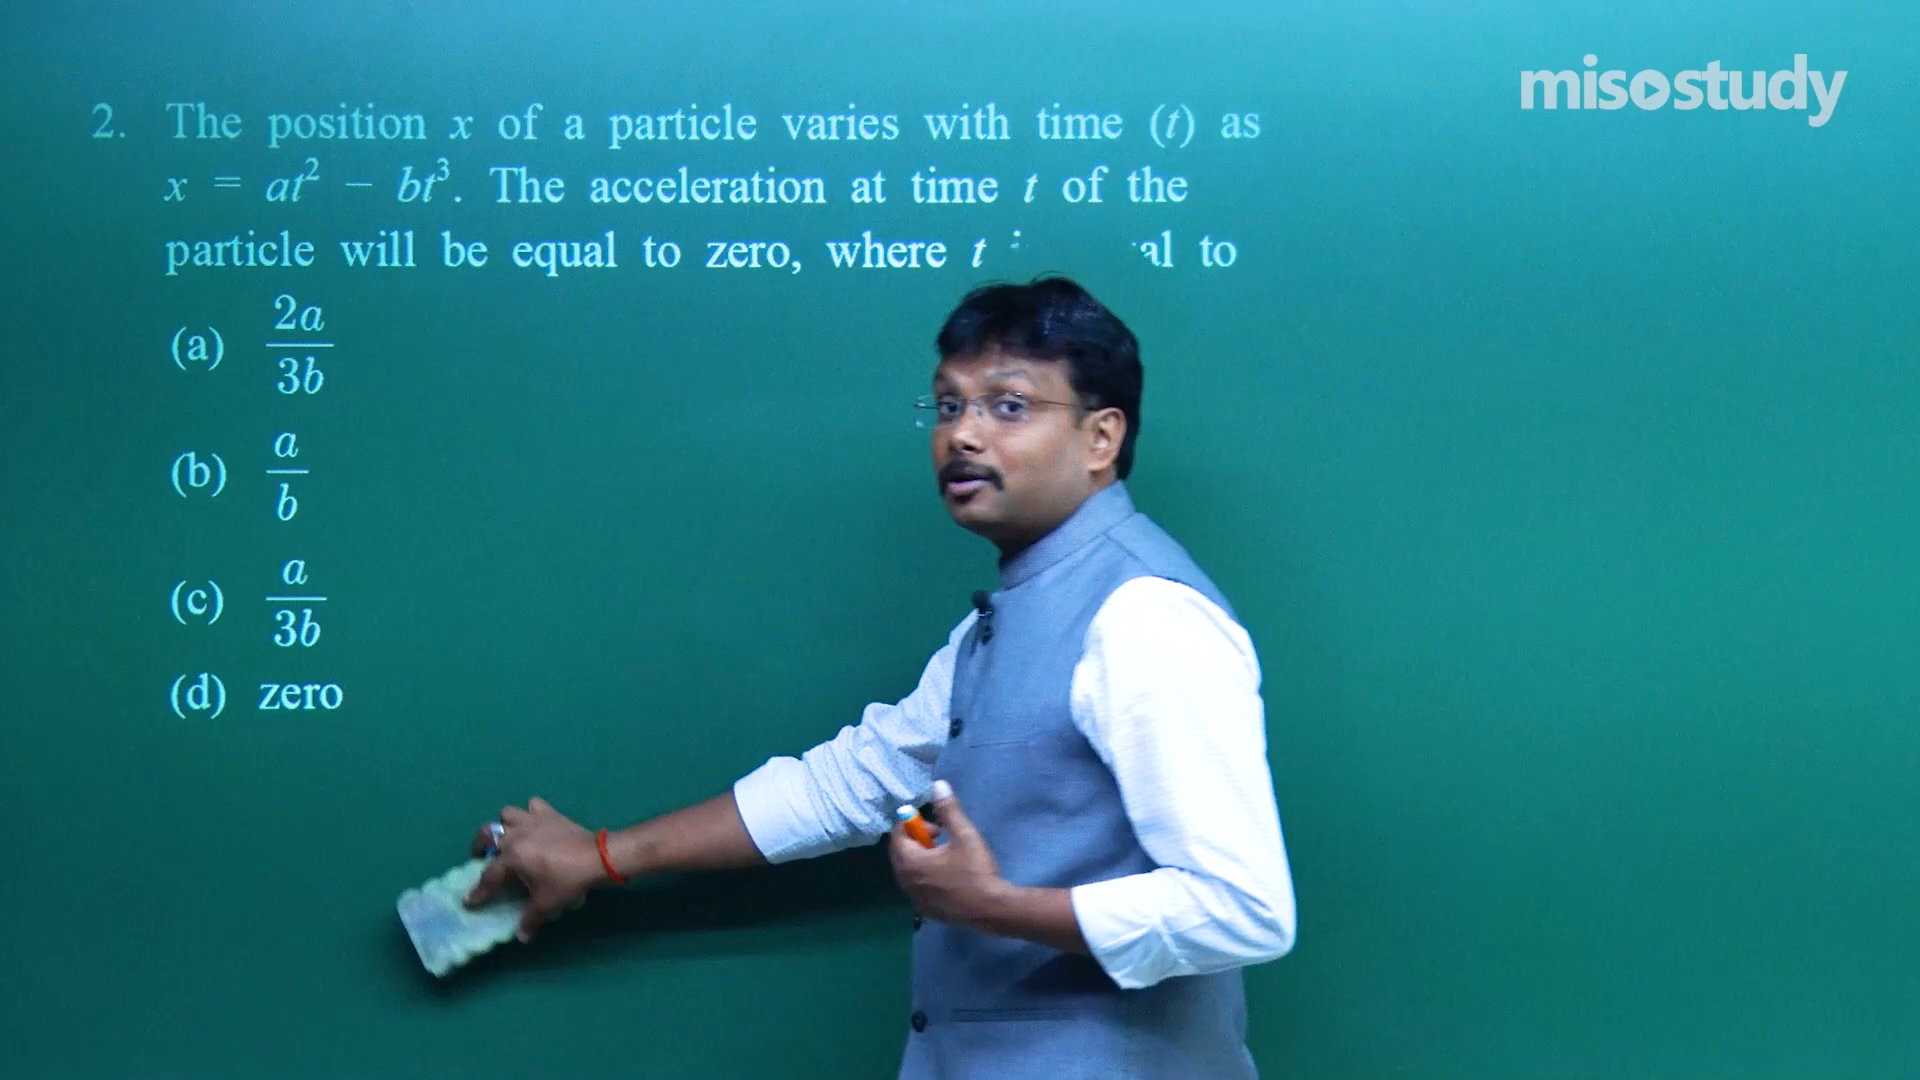 misostudy
2. The position x of a particle varies with time (t) as
x = at² − bt³. The acceleration at time t of the
particle will be equal to zero, where t to
(a) 2a/3b
(b) a/b
(c) a/3b
(d) zero